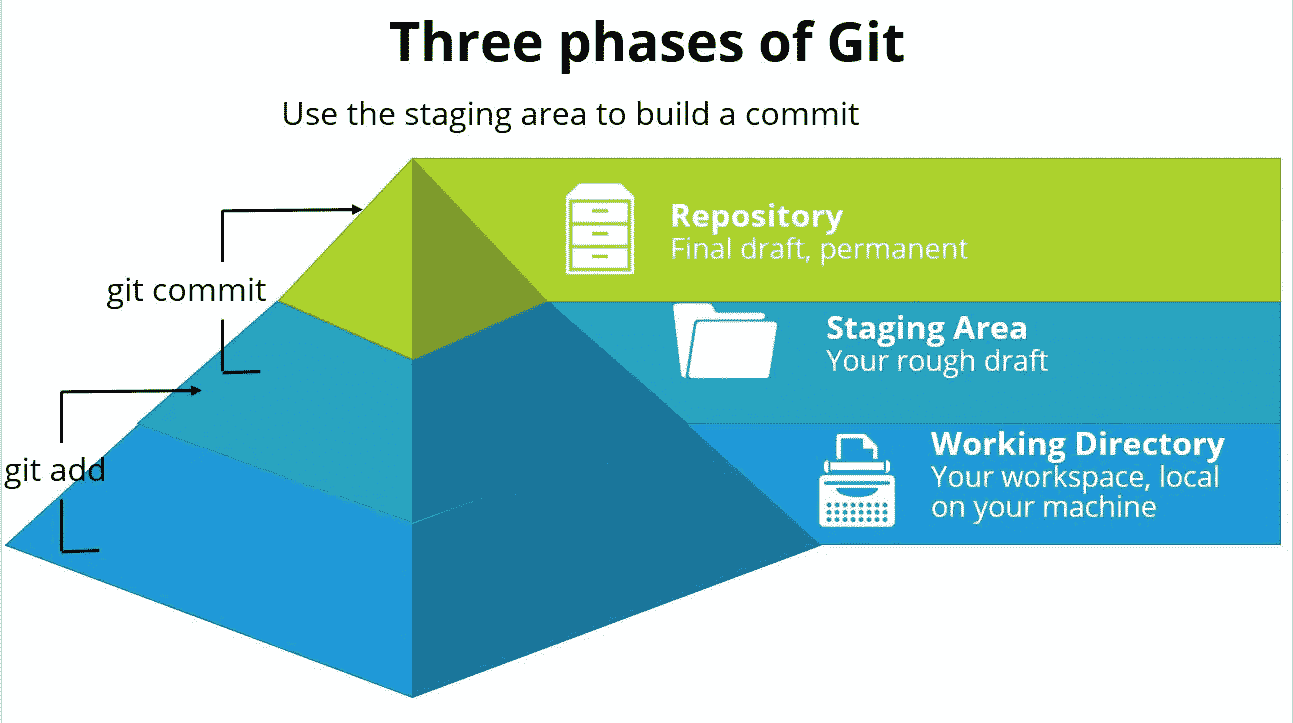 Three phases of Git
Use the staging area to build a commit
Repository
Final draft, permanent
git commit
Staging Area
Your rough draft
git add
Working Directory
Your workspace, local
on your machine